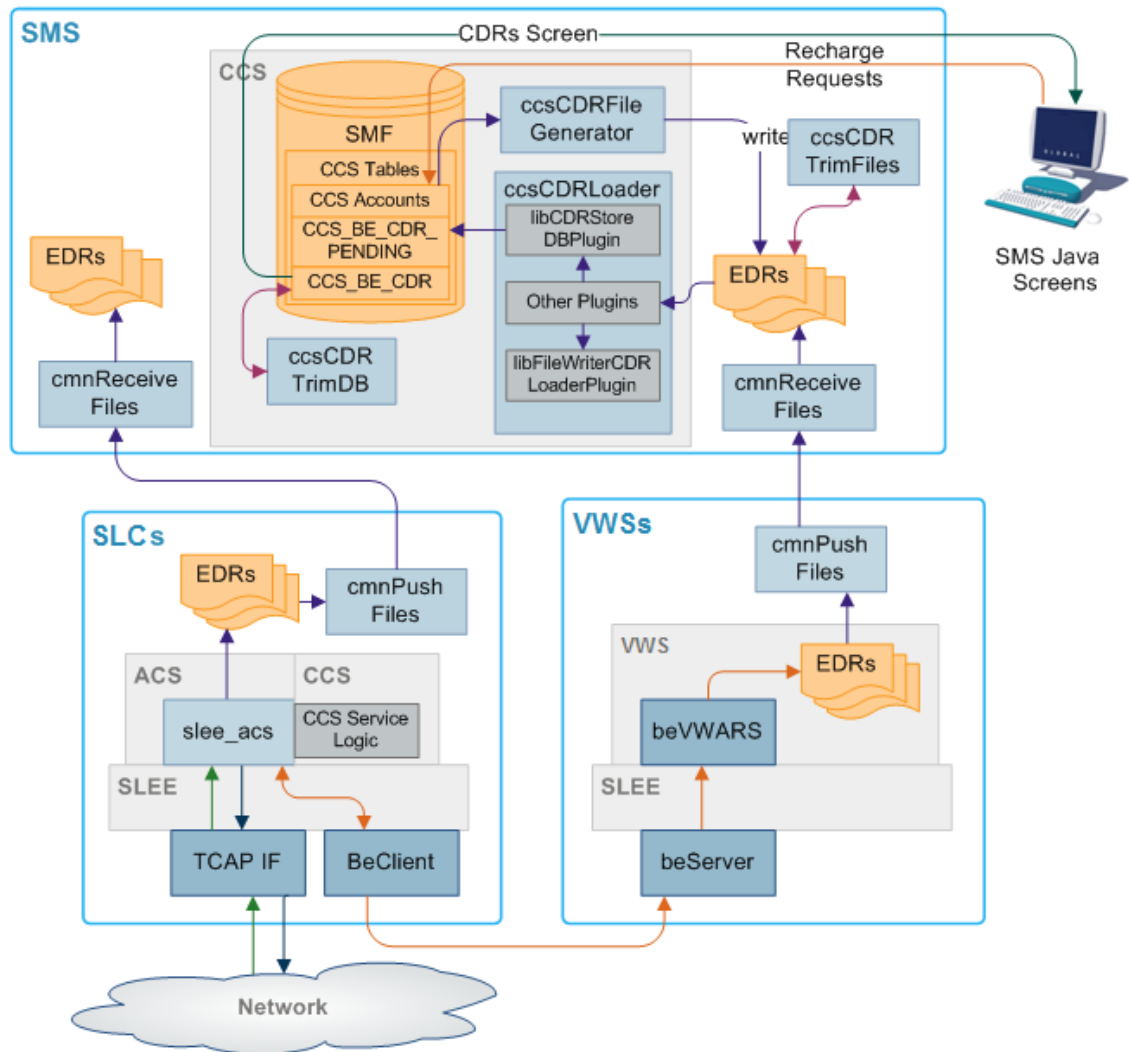 SMS
CDRs Screen
Recharge
Requests
CCS
SMF
CCS Tables
CCS Accounts
CCS_BE_CDR_
PENDING
CCS_BE_CDR
ccsCDRFile
Generator
write
ccsCDR
TrimFiles
GLOBAL
SMS Java
Screens
ccsCDRLoader
libCDRStore
DBPlugin
Other Plugins
libFileWriterCDR
LoaderPlugin
EDRs
EDRs
ccsCDR
TrimDB
cmnReceive
Files
cmnReceive
Files
SLCs
EDRs
cmnPush
Files
ACS
CCS
slee_acs
CCS Service
Logic
SLEE
TCAP IF
BeClient
Network
VWSs
cmnPush
Files
VWS
EDRs
beVWARS
SLEE
beServer